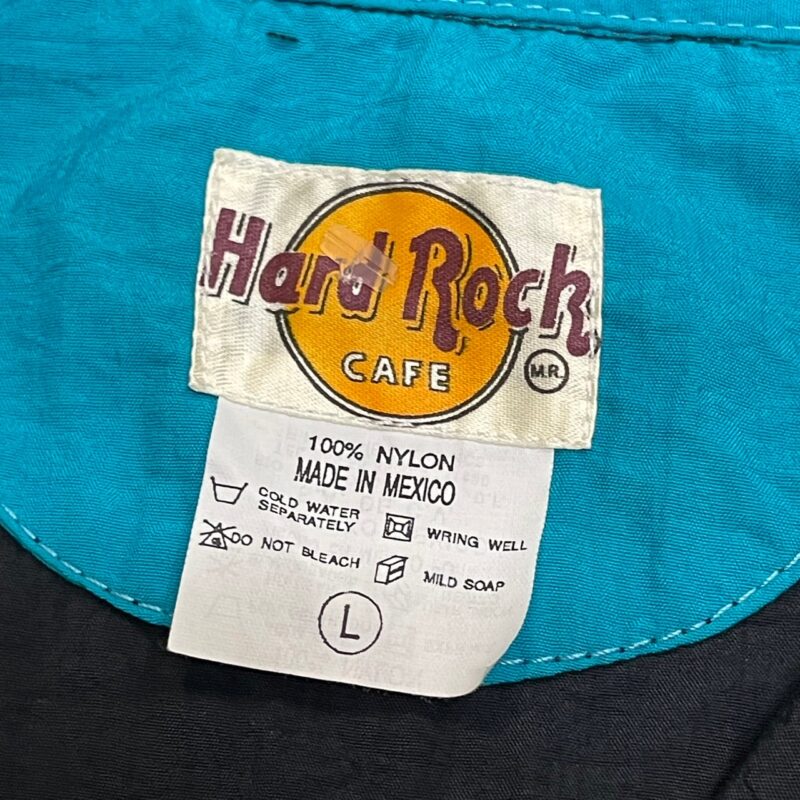 Hard Rock
CAFE
M.R.
100% NYLON
MADE IN MEXICO
COLD WATER
SEPARATELY
WRING WELL
DO NOT BLEACH
MILD SOAP
L